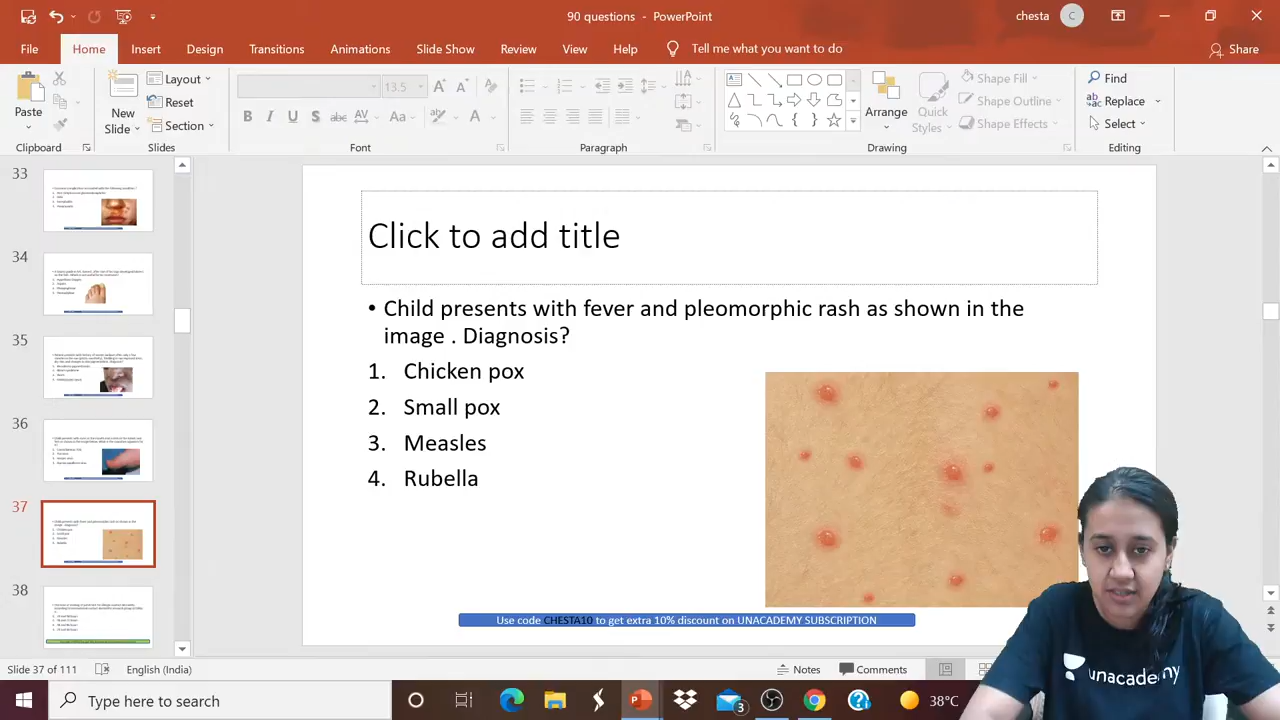 90 questions - PowerPoint
chesta
C
File
Home
Insert
Design
Transitions
Animations
Slide Show
Review
View
Help
Tell me what you want to do
Share
Paste
New
Slide
Layout
Reset
Section
13.5
Shape Fill
Shape Outline
Shape Effects
Arrange
Quick
Styles
Find
Replace
Select
Clipboard
Slides
Font
Paragraph
Drawing
Editing
33
34
35
36
37
38
Click to add title
• Child presents with fever and pleomorphic rash as shown in the
image . Diagnosis?
1. Chicken pox
2. Small pox
3. Measles
4. Rubella
Use code CHESTA10 to get extra 10% discount on UNACADEMY SUBSCRIPTION
unacademy
Slide 37 of 111
English (India)
Notes
Comments
Type here to search
3
38°C